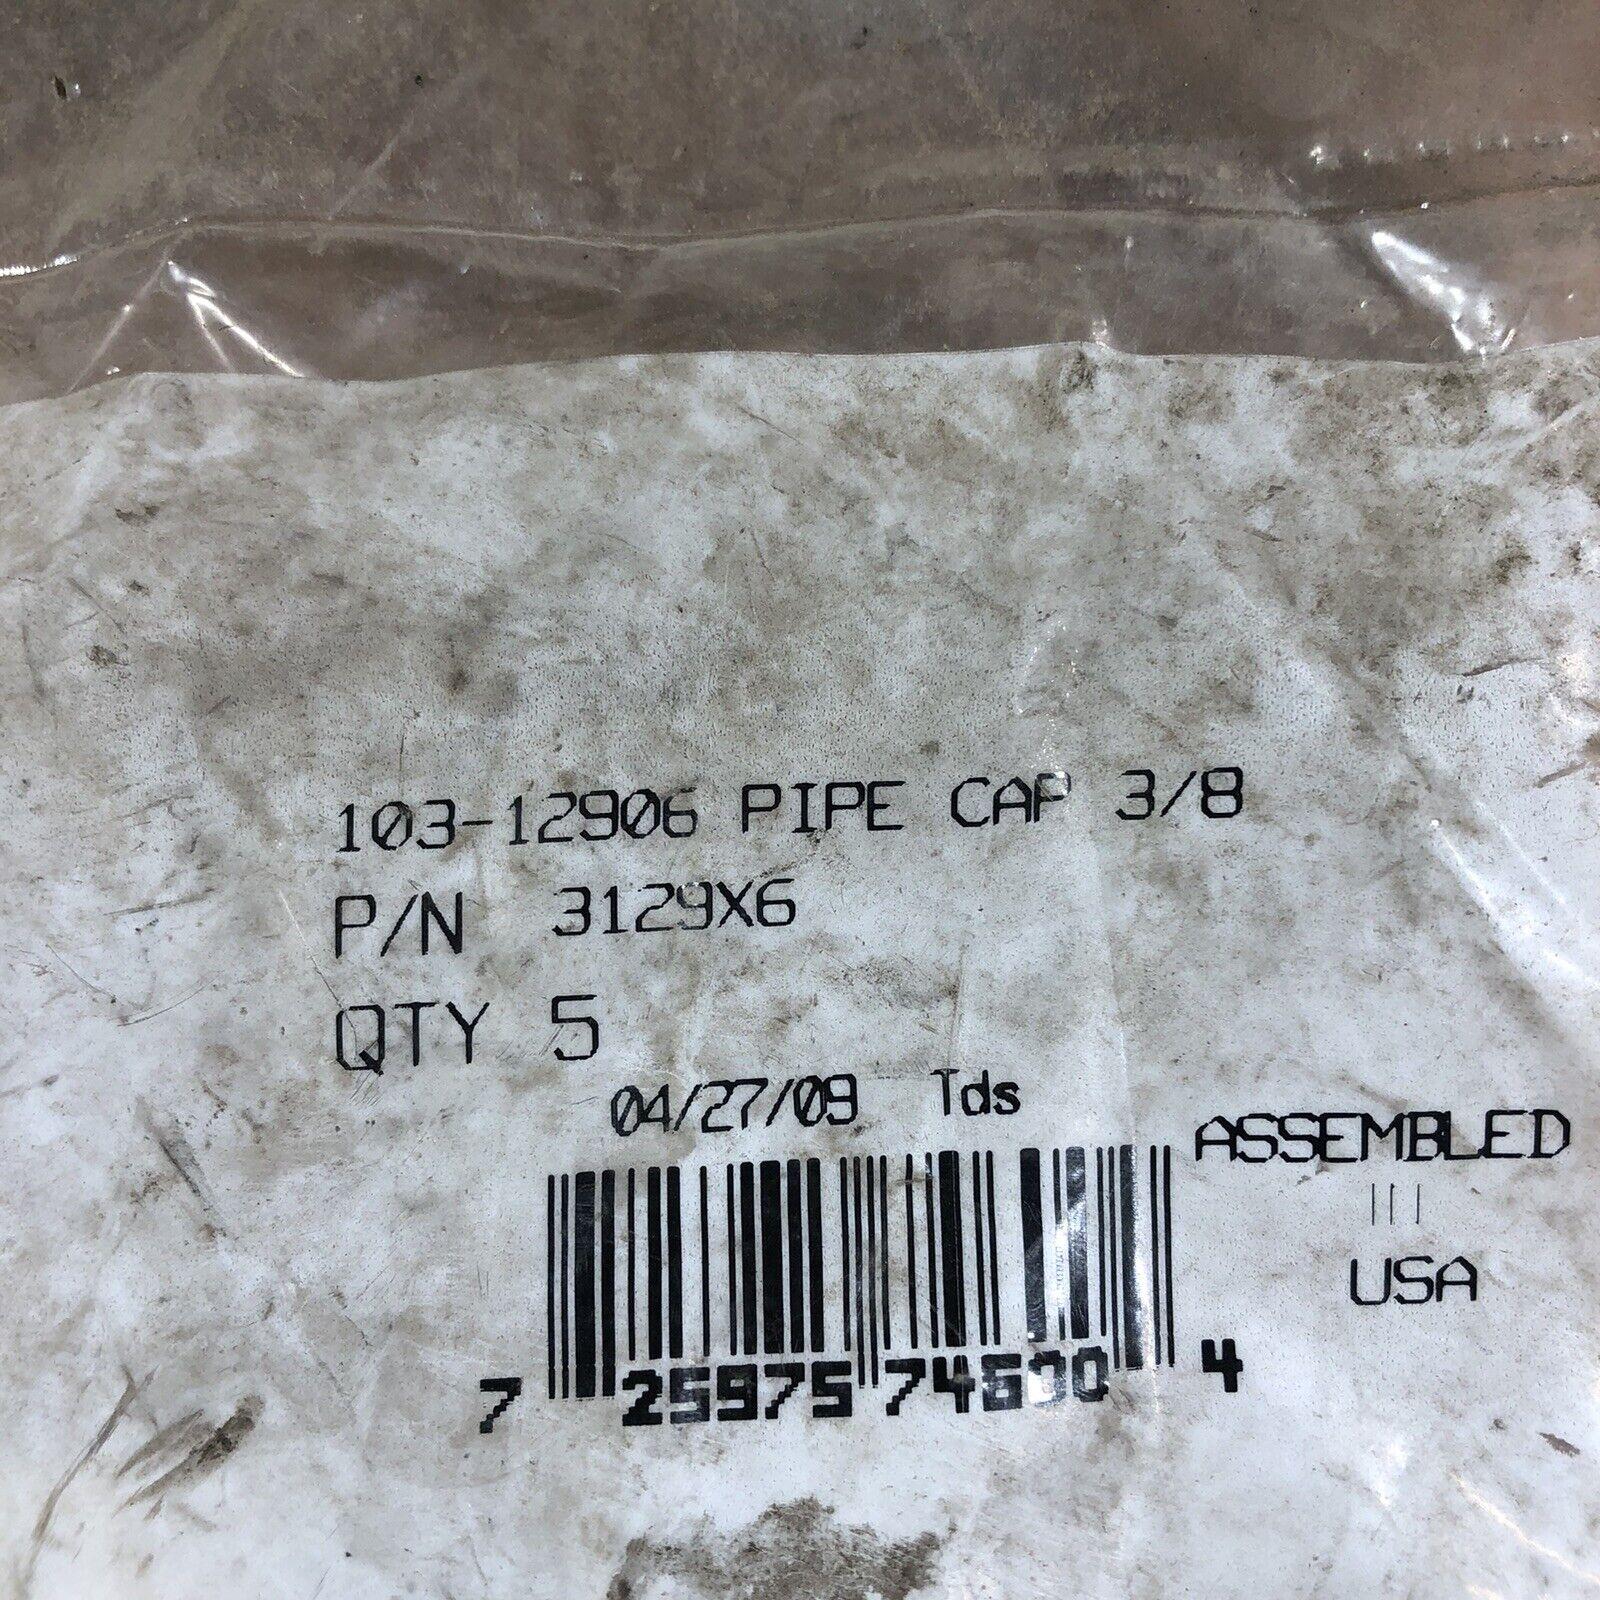 103-12906 PIPE CAP 3/8
P/N 3129X6
QTY 5
04/27/09 Tds
ASSEMBLED
USA
7 25975 74600 4